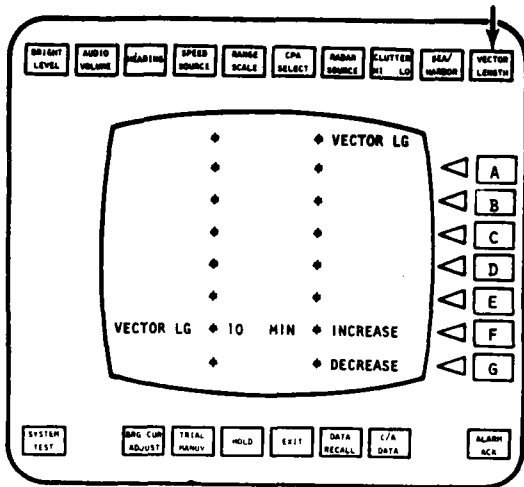 BRIGHT LEVEL
AUDIO VOLUME
HEADING
SPEED SOURCE
RANGE SCALE
CPA SELECT
RADAR SOURCE
CLUTTER HI LO
SEA/ HARBOR
VECTOR LENGTH
VECTOR LG
A
B
C
D
E
VECTOR LG 10 MIN INCREASE F
DECREASE G
SYSTEM TEST
BRG CUR ADJUST
TRIAL MANUV
HOLD
EXIT
DATA RECALL
C/A DATA
ALARM ACK